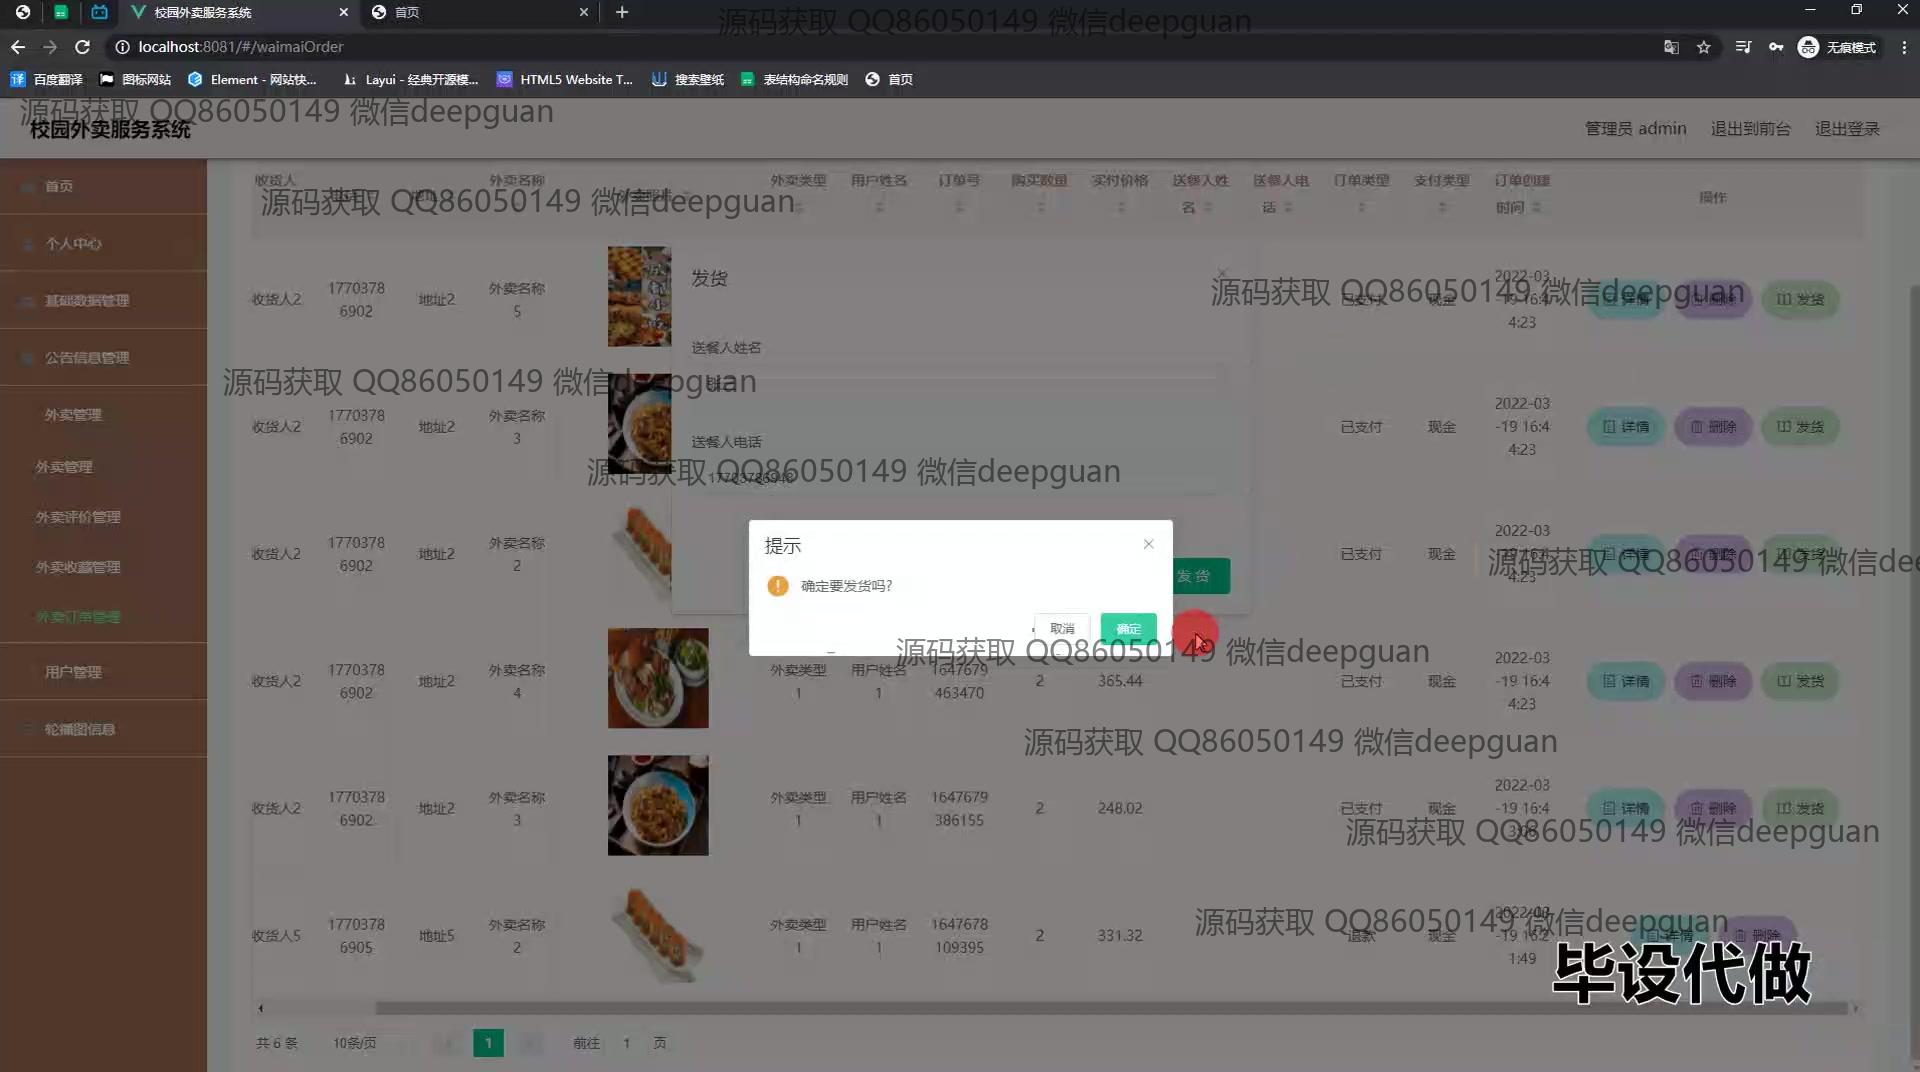 校园外卖服务系统
首页
localhost:8081/#/waimaiOrder
无痕模式
百度翻译 图标网站 Element - 网站快... Layui - 经典开源模... HTML5 Website T... 搜索壁纸 表结构命名规则 首页
源码获取 QQ86050149 微信deepguan
源码获取 QQ86050149 微信deepguan
校园外卖服务系统
管理员 admin 退出到前台 退出登录
首页
个人中心
基础数据管理
公告信息管理
外卖管理
外卖管理
外卖评价管理
外卖收藏管理
外卖订单管理
用户管理
轮播图信息
收货人 外卖名称 外卖类型 用户姓名 订单号 购买数量 实付价格 送餐人姓名 送餐人电话 订单类型 支付类型 订单创建时间 操作
源码获取 QQ86050149 微信deepguan
收货人2 1770378 6902 地址2 外卖名称 5 已支付 现金 2022-03 -19 16:4 4:23 详情 删除 发货
源码获取 QQ86050149 微信deepguan
发货
送餐人姓名
源码获取 QQ86050149 微信deepguan
收货人2 1770378 6902 地址2 外卖名称 3 已支付 现金 2022-03 -19 16:4 4:23 详情 删除 发货
送餐人电话
源码获取 QQ86050149 微信deepguan
收货人2 1770378 6902 地址2 外卖名称 2 已支付 现金 2022-03 4:23 详情 删除 发货
源码获取 QQ86050149 微信dee
提示
确定要发货吗?
取消 确定
发货
源码获取 QQ86050149 微信deepguan
收货人2 1770378 6902 地址2 外卖名称 4 外卖类型 1 用户姓名 1 1647679 463470 2 365.44 已支付 现金 2022-03 -19 16:4 4:23 详情 删除 发货
源码获取 QQ86050149 微信deepguan
收货人2 1770378 6902 地址2 外卖名称 3 外卖类型 1 用户姓名 1 1647679 386155 2 248.02 已支付 现金 2022-03 -19 16:4 3:06 详情 删除 发货
源码获取 QQ86050149 微信deepguan
收货人5 1770378 6905 地址5 外卖名称 2 外卖类型 1 用户姓名 1 1647678 109395 2 331.32 退款 现金 2022-03 -19 16:2 1:49 详情 删除
源码获取 QQ86050149 微信deepguan
毕设代做
共 6 条 10条/页 1 前往 1 页